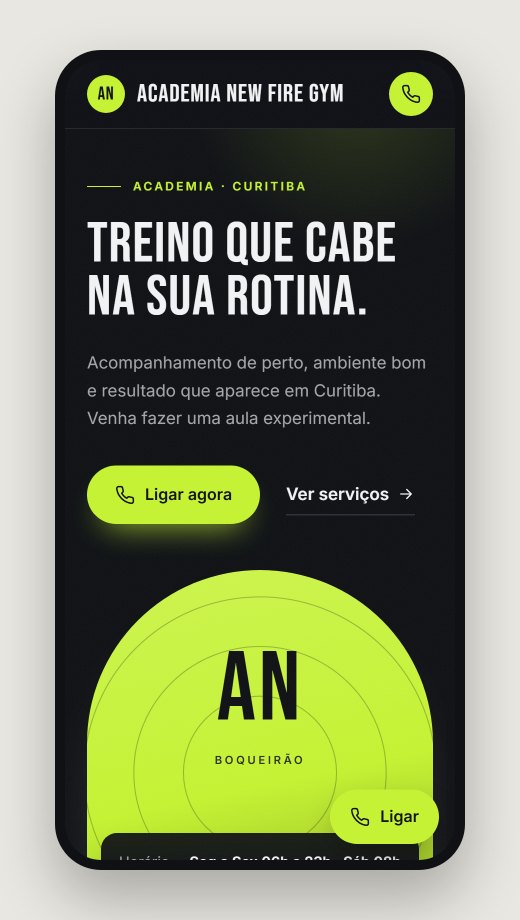 AN ACADEMIA NEW FIRE GYM
ACADEMIA · CURITIBA
TREINO QUE CABE
NA SUA ROTINA.
Acompanhamento de perto, ambiente bom
e resultado que aparece em Curitiba.
Venha fazer uma aula experimental.
Ligar agora
Ver serviços →
AN
BOQUEIRÃO
Ligar
Horário